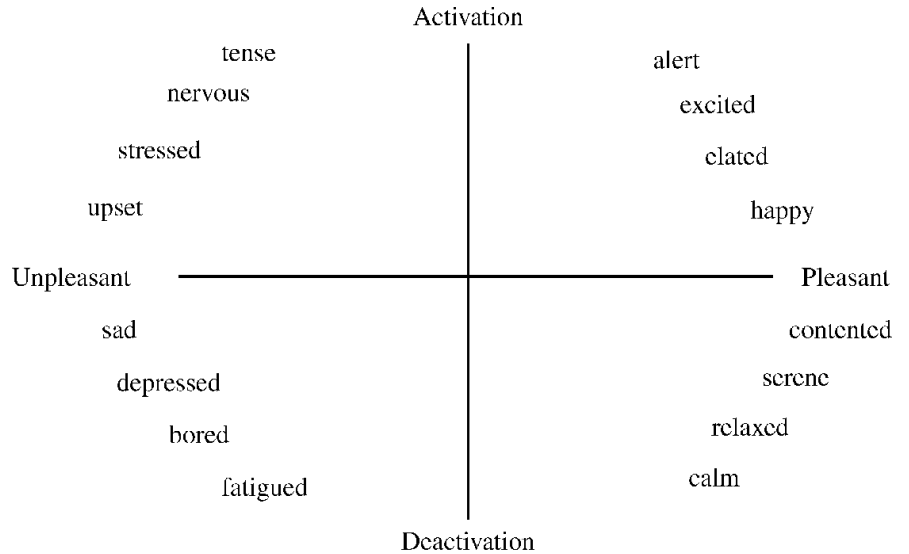 Activation
tense
alert
nervous
excited
stressed
elated
upset
happy
Unpleasant
Pleasant
sad
contented
depressed
serene
bored
relaxed
fatigued
calm
Deactivation